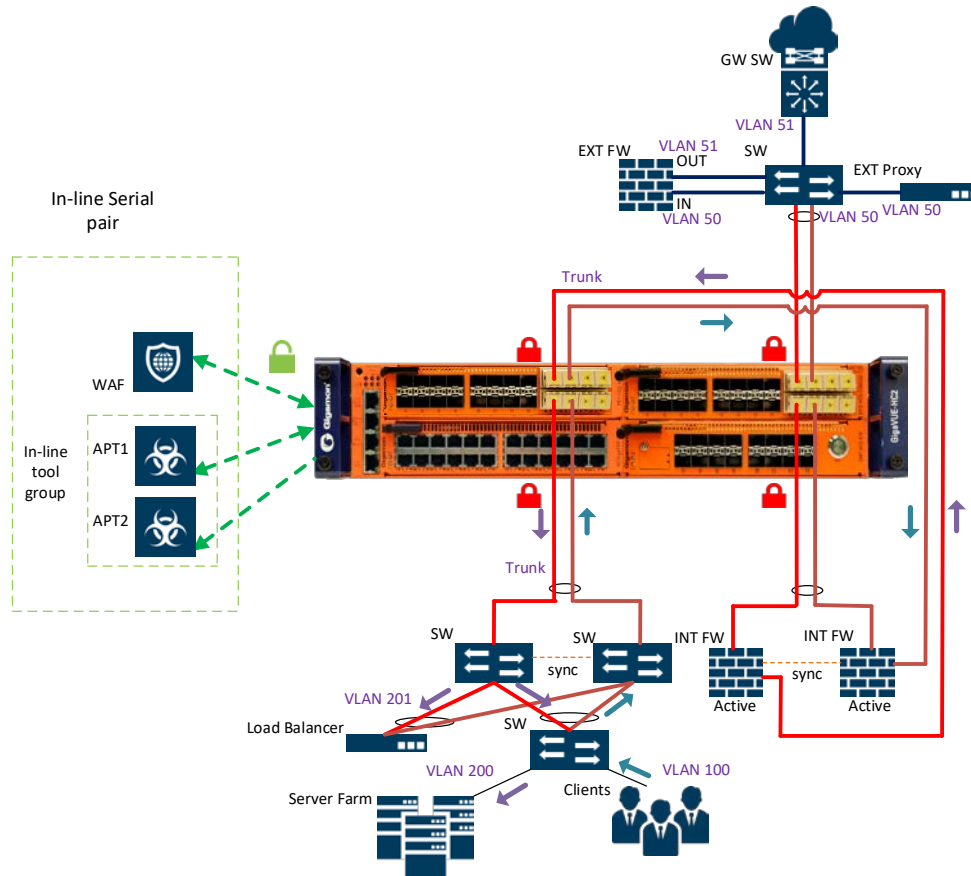 GW SW
VLAN 51
SW
EXT FW
VLAN 51
OUT
IN
VLAN 50
EXT Proxy
VLAN 50
VLAN 50
In-line Serial
pair
Trunk
WAF
In-line
tool
group
APT1
APT2
Gigamon
GigaVUE-HC2
Trunk
SW
SW
sync
INT FW
INT FW
sync
Active
Active
VLAN 201
Load Balancer
SW
VLAN 200
VLAN 100
Clients
Server Farm